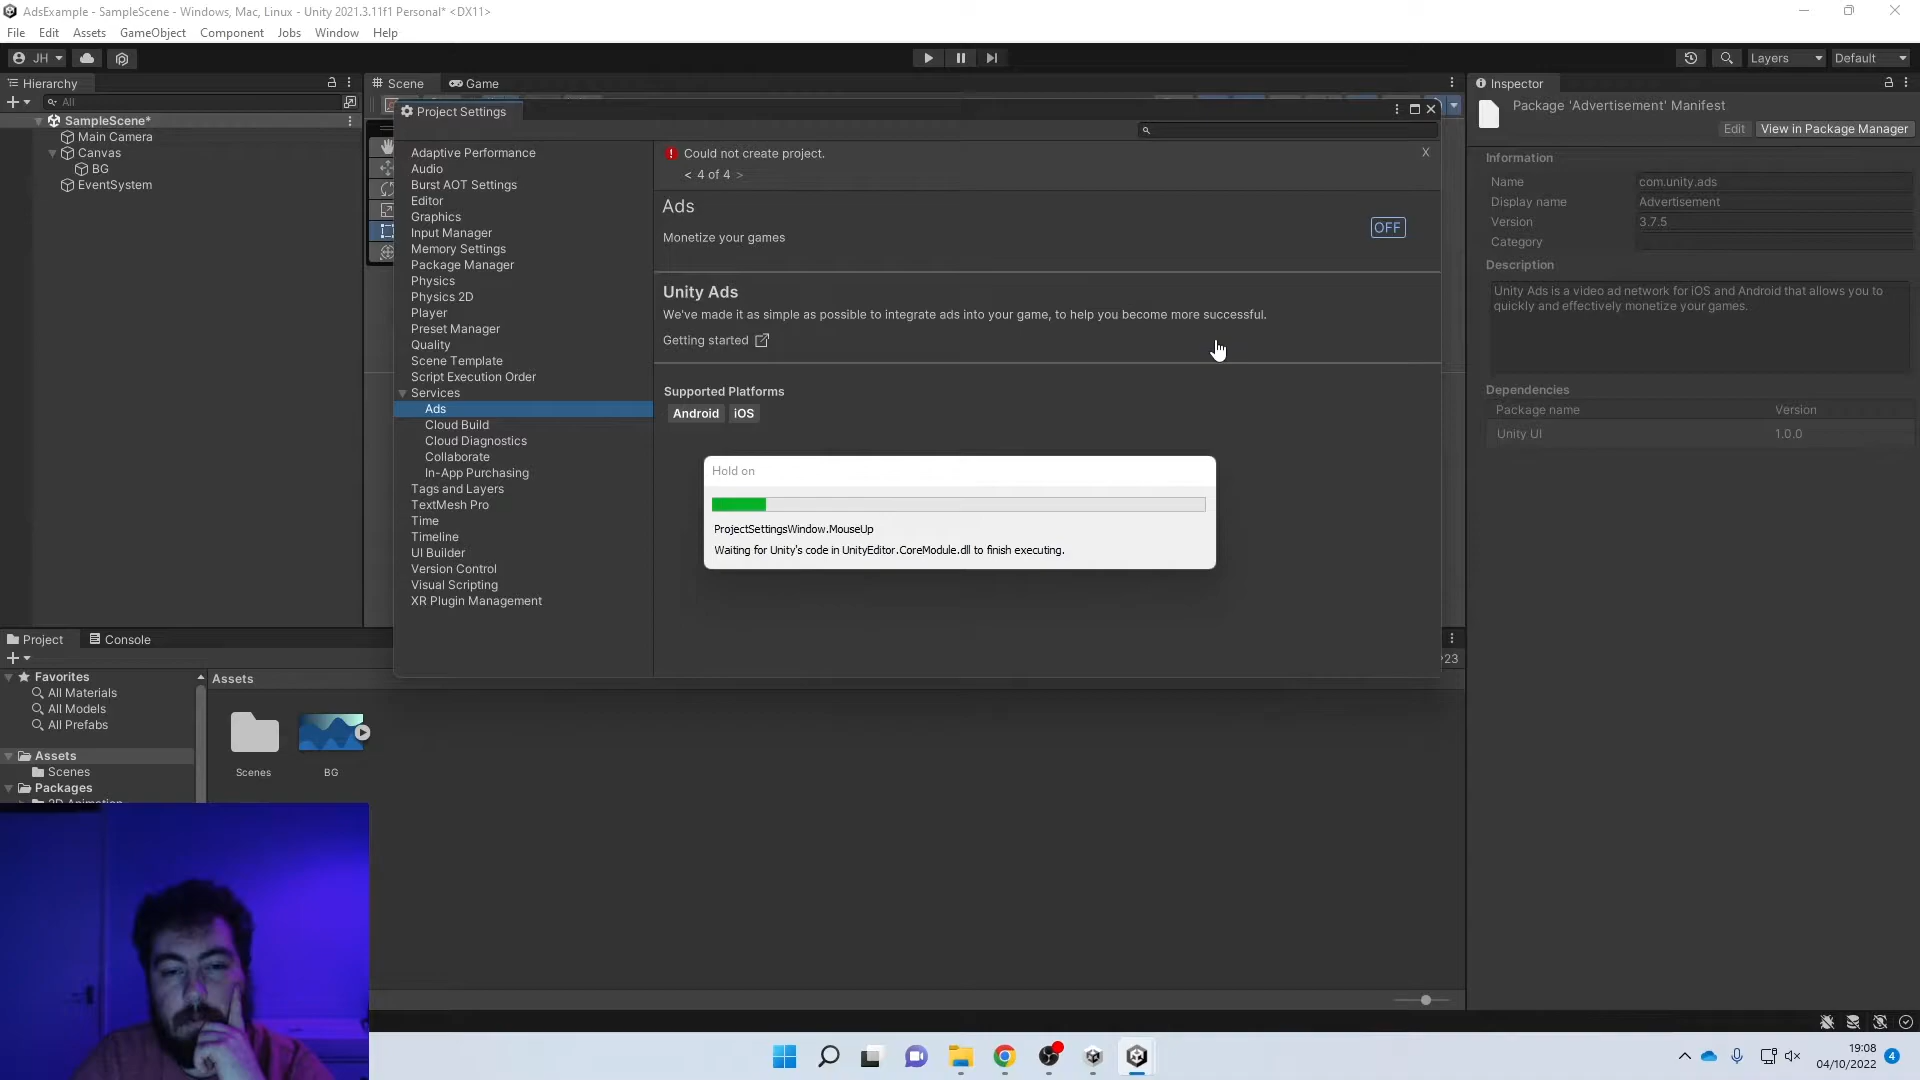 AdsExample - SampleScene - Windows, Mac, Linux - Unity 2021.3.11f1 Personal* <DX11>
File Edit Assets GameObject Component Jobs Window Help
JH
Layers
Default
Hierarchy
All
SampleScene*
Main Camera
Canvas
BG
EventSystem
Scene
Game
Project Settings
Adaptive Performance
Audio
Burst AOT Settings
Editor
Graphics
Input Manager
Memory Settings
Package Manager
Physics
Physics 2D
Player
Preset Manager
Quality
Scene Template
Script Execution Order
Services
Ads
Cloud Build
Cloud Diagnostics
Collaborate
In-App Purchasing
Tags and Layers
TextMesh Pro
Time
Timeline
UI Builder
Version Control
Visual Scripting
XR Plugin Management
Could not create project.
X
< 4 of 4 >
Ads
Monetize your games
OFF
Unity Ads
We've made it as simple as possible to integrate ads into your game, to help you become more successful.
Getting started
Supported Platforms
Android
iOS
Hold on
ProjectSettingsWindow.MouseUp
Waiting for Unity's code in UnityEditor.CoreModule.dll to finish executing.
Inspector
Package 'Advertisement' Manifest
Edit
View in Package Manager
Information
Name com.unity.ads
Display name Advertisement
Version 3.7.5
Category
Description
Unity Ads is a video ad network for iOS and Android that allows you to
quickly and effectively monetize your games.
Dependencies
Package name Version
Unity UI 1.0.0
Project
Console
23
Favorites
All Materials
All Models
All Prefabs
Assets
Scenes
Packages
2D Animation
Assets
Scenes
BG
19:08
04/10/2022
4